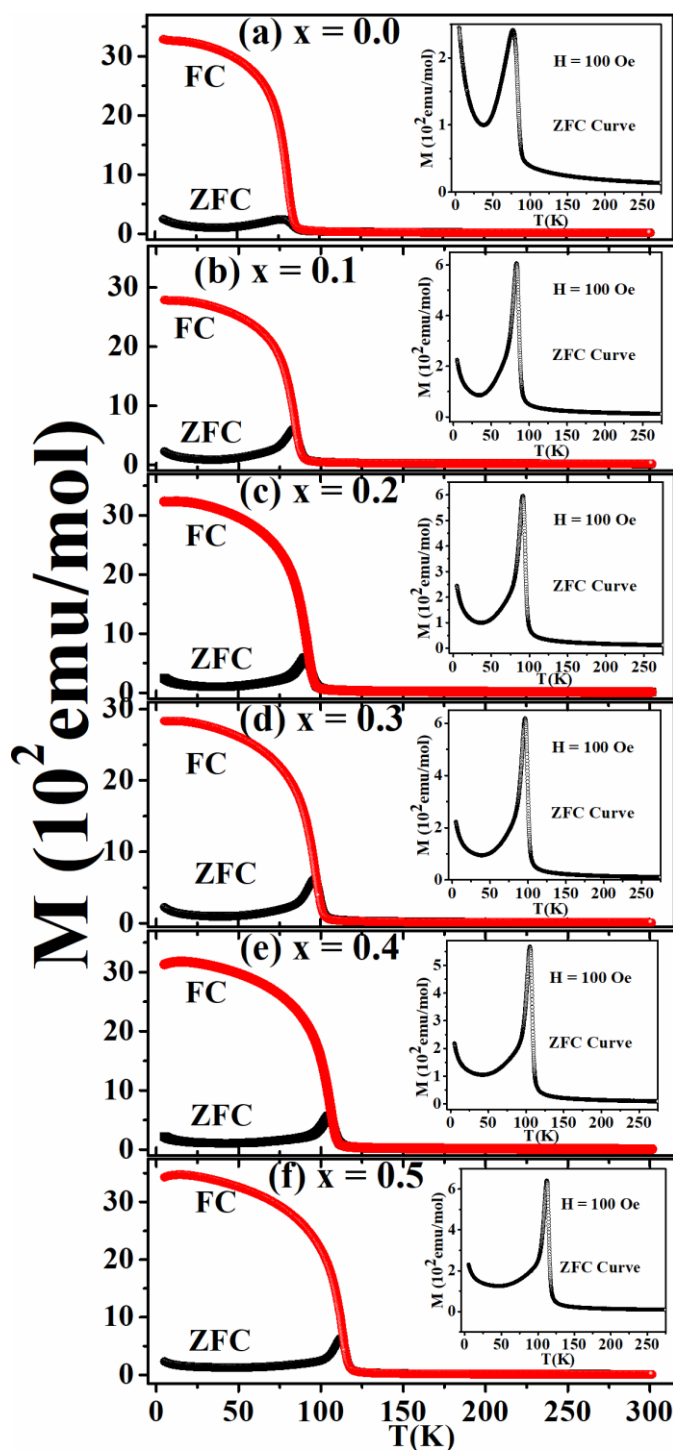 M (10² emu/mol)
(a) x = 0.0
FC
ZFC
30
20
10
0
H = 100 Oe
ZFC Curve
M (10²emu/mol)
2
1
0
0 50 100 150 200 250
T(K)
(b) x = 0.1
FC
ZFC
30
20
10
0
H = 100 Oe
ZFC Curve
M (10²emu/mol)
6
4
2
0
0 50 100 150 200 250
T(K)
(c) x = 0.2
FC
ZFC
30
20
10
0
H = 100 Oe
ZFC Curve
M (10²emu/mol)
6
5
4
3
2
1
0
0 50 100 150 200 250
T(K)
(d) x = 0.3
FC
ZFC
30
20
10
0
H = 100 Oe
ZFC Curve
M (10²emu/mol)
6
4
2
0
0 50 100 150 200 250
T(K)
(e) x = 0.4
FC
ZFC
30
20
10
0
H = 100 Oe
ZFC Curve
M (10²emu/mol)
5
4
3
2
1
0
0 50 100 150 200 250
T(K)
(f) x = 0.5
FC
ZFC
30
20
10
0
H = 100 Oe
ZFC Curve
M (10²emu/mol)
6
4
2
0
0 50 100 150 200 250
T(K)
0 50 100 150 200 250 300
T(K)